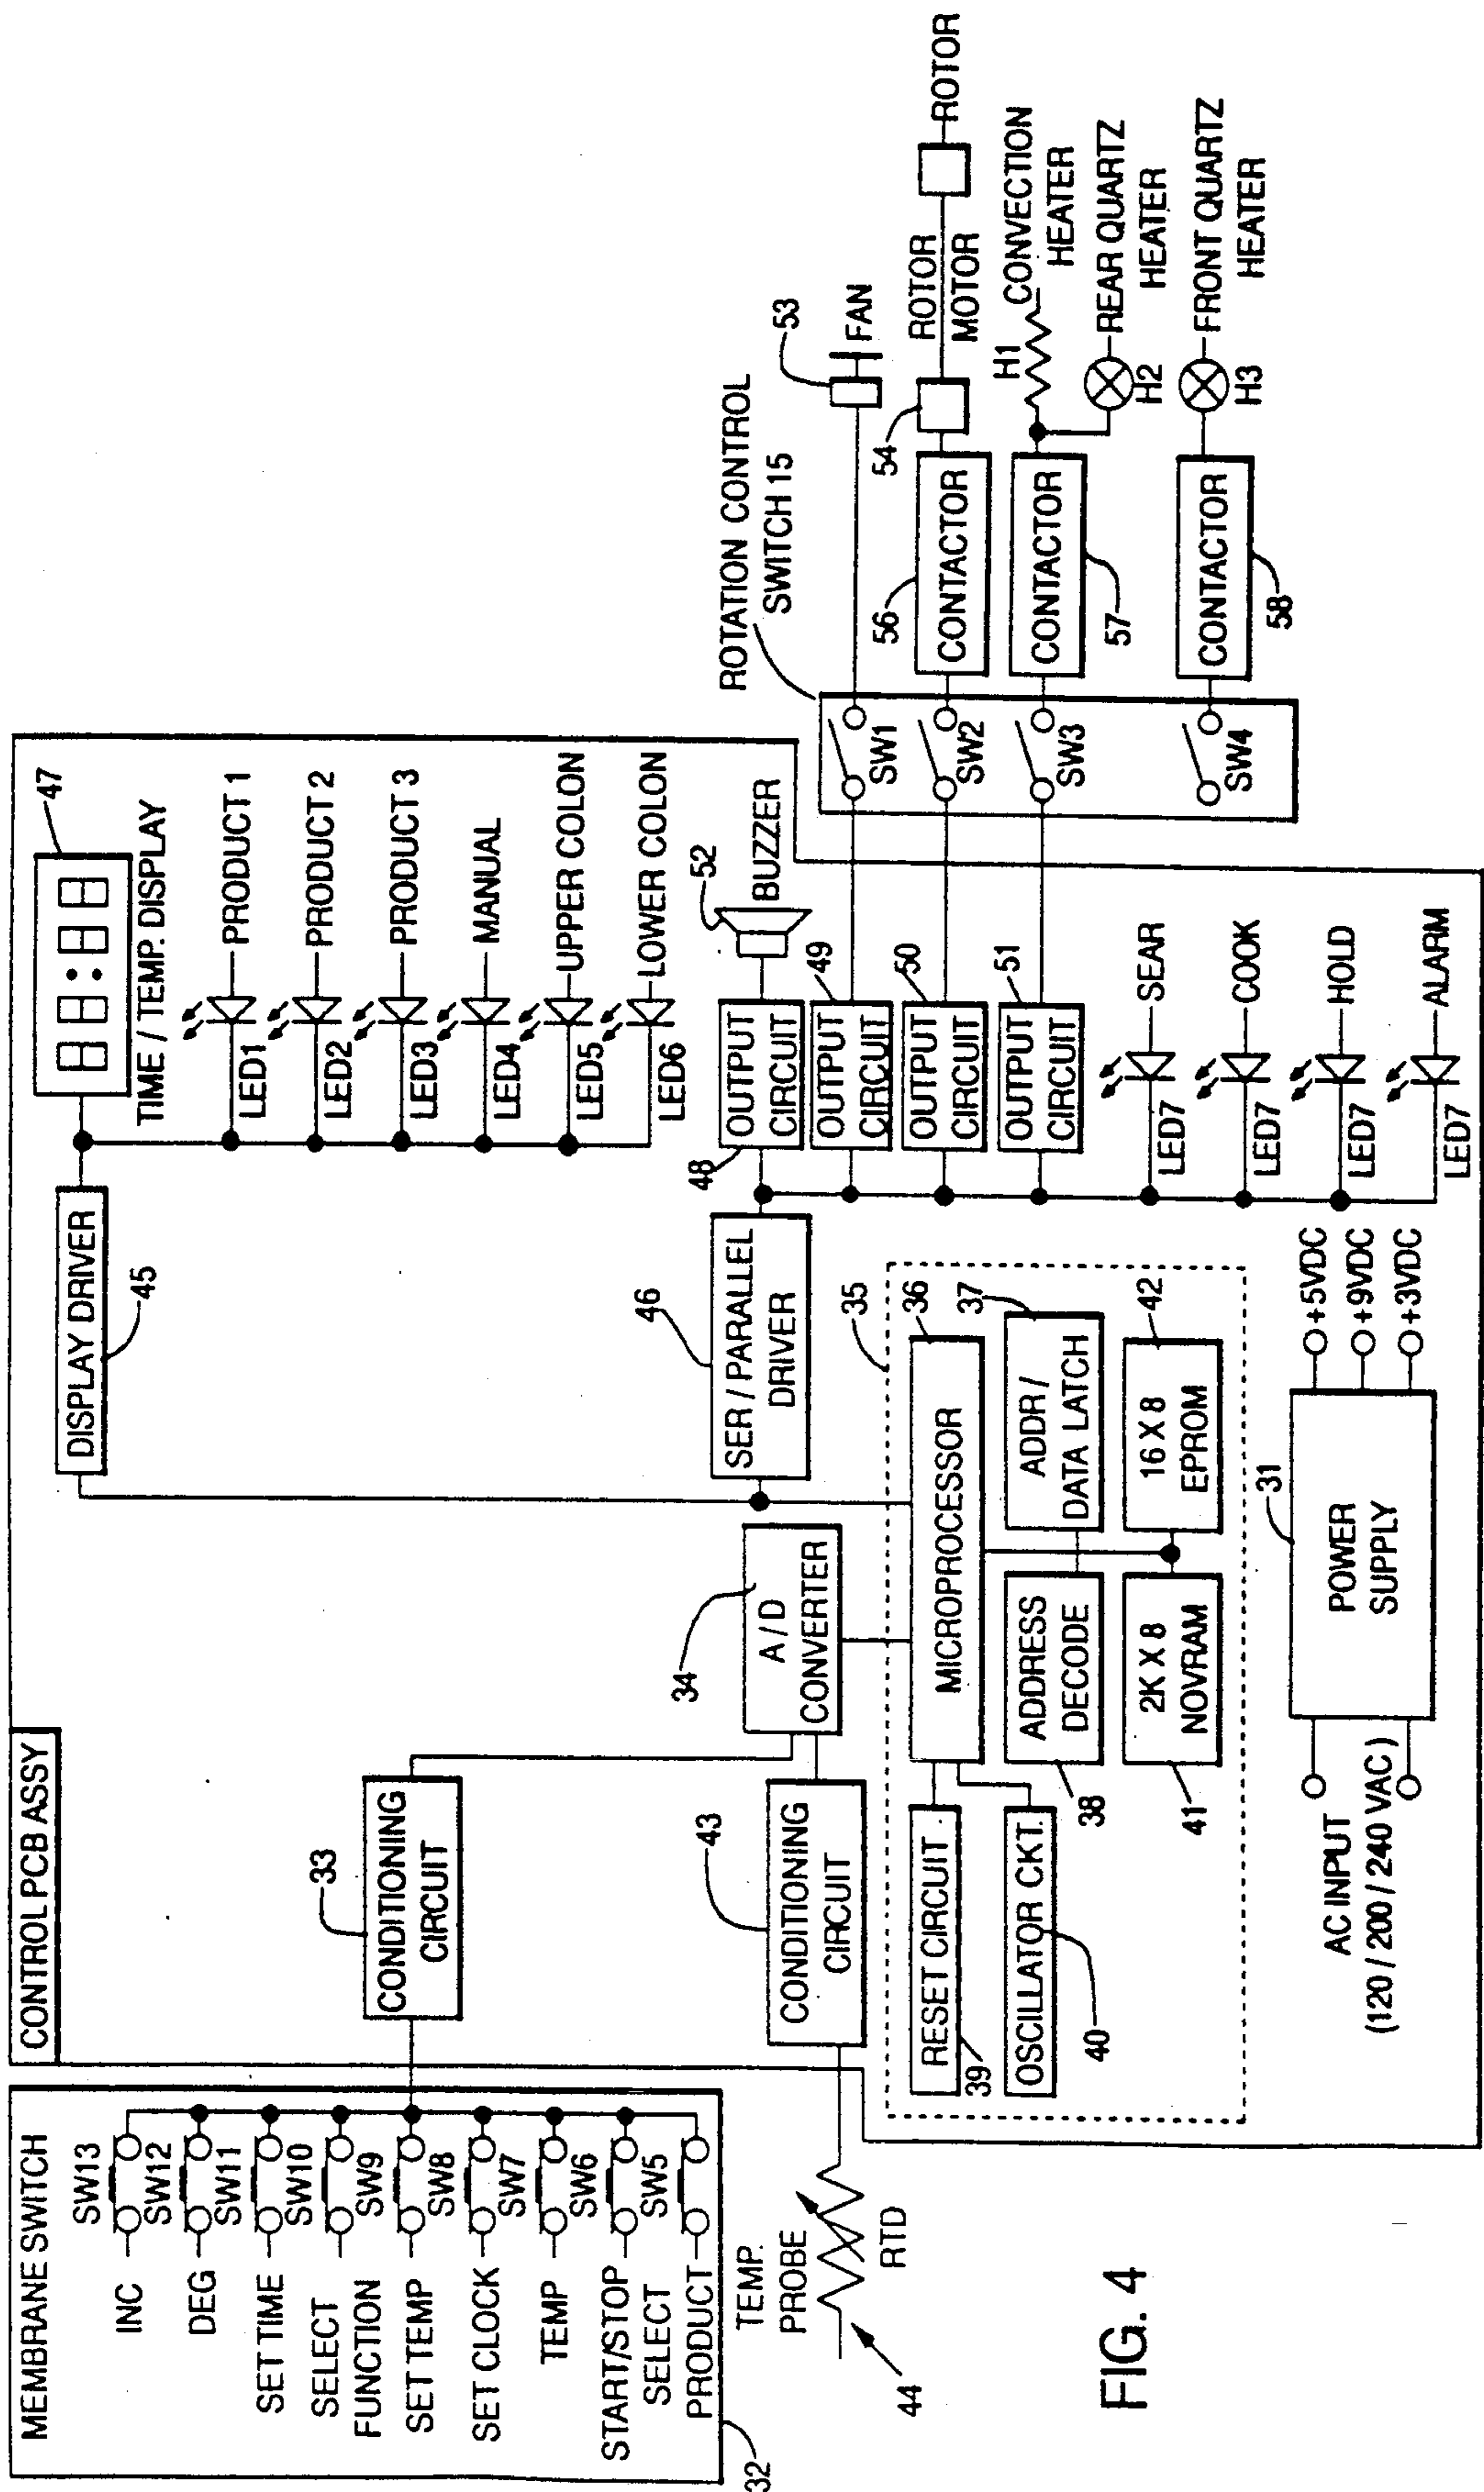 MEMBRANE SWITCH
SW13
INC
SW12
DEG
SW11
SET TIME
SW10
SELECT
FUNCTION
SW9
SET TEMP
SW8
SET CLOCK
SW7
TEMP
SW6
START/STOP
SW5
SELECT
PRODUCT
32
TEMP.
PROBE
RTD
44
CONTROL PCB ASSY
33
CONDITIONING
CIRCUIT
43
CONDITIONING
CIRCUIT
34
A / D
CONVERTER
DISPLAY DRIVER
45
46
SER / PARALLEL
DRIVER
35
36
MICROPROCESSOR
37
ADDR /
DATA LATCH
ADDRESS
DECODE
38
RESET CIRCUIT
39
OSCILLATOR CKT.
40
2K X 8
NOVRAM
41
42
16 X 8
EPROM
AC INPUT
(120 / 200 / 240 VAC )
31
POWER
SUPPLY
+5VDC
+9VDC
+3VDC
47
TIME / TEMP. DISPLAY
LED1
PRODUCT 1
LED2
PRODUCT 2
LED3
PRODUCT 3
LED4
MANUAL
LED5
UPPER COLON
LED6
LOWER COLON
48
OUTPUT
CIRCUIT
52
BUZZER
49
OUTPUT
CIRCUIT
50
OUTPUT
CIRCUIT
51
OUTPUT
CIRCUIT
LED7
SEAR
LED7
COOK
LED7
HOLD
LED7
ALARM
ROTATION CONTROL
SWITCH 15
SW1
SW2
SW3
SW4
53
FAN
56
CONTACTOR
54
ROTOR
MOTOR
ROTOR
57
CONTACTOR
H1
CONVECTION
HEATER
H2
REAR QUARTZ
HEATER
58
CONTACTOR
H3
FRONT QUARTZ
HEATER
FIG. 4